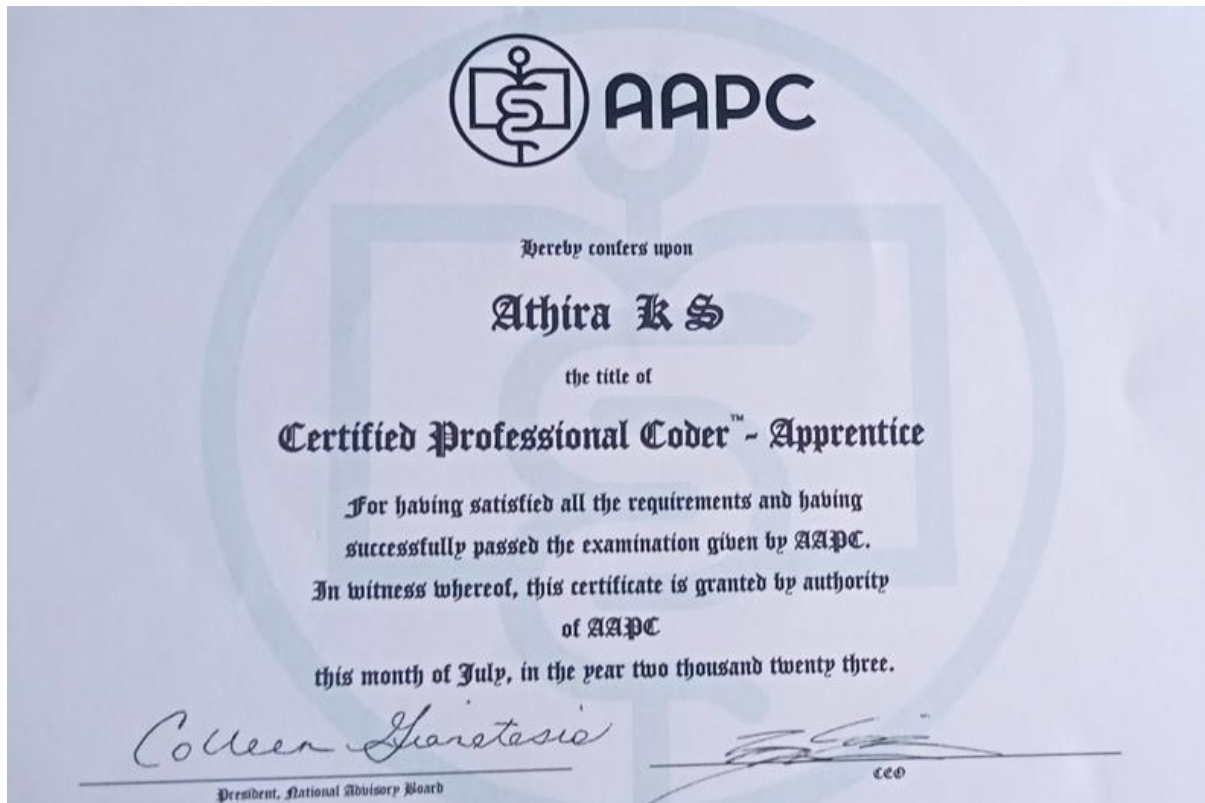 AAPC
Hereby confers upon
Athira K S
the title of
Certified Professional Coder™- Apprentice
For having satisfied all the requirements and having
successfully passed the examination given by AAPC.
In witness whereof, this certificate is granted by authority
of AAPC
this month of July, in the year two thousand twenty three.
Colleen
President, National Advisory Board
CEO